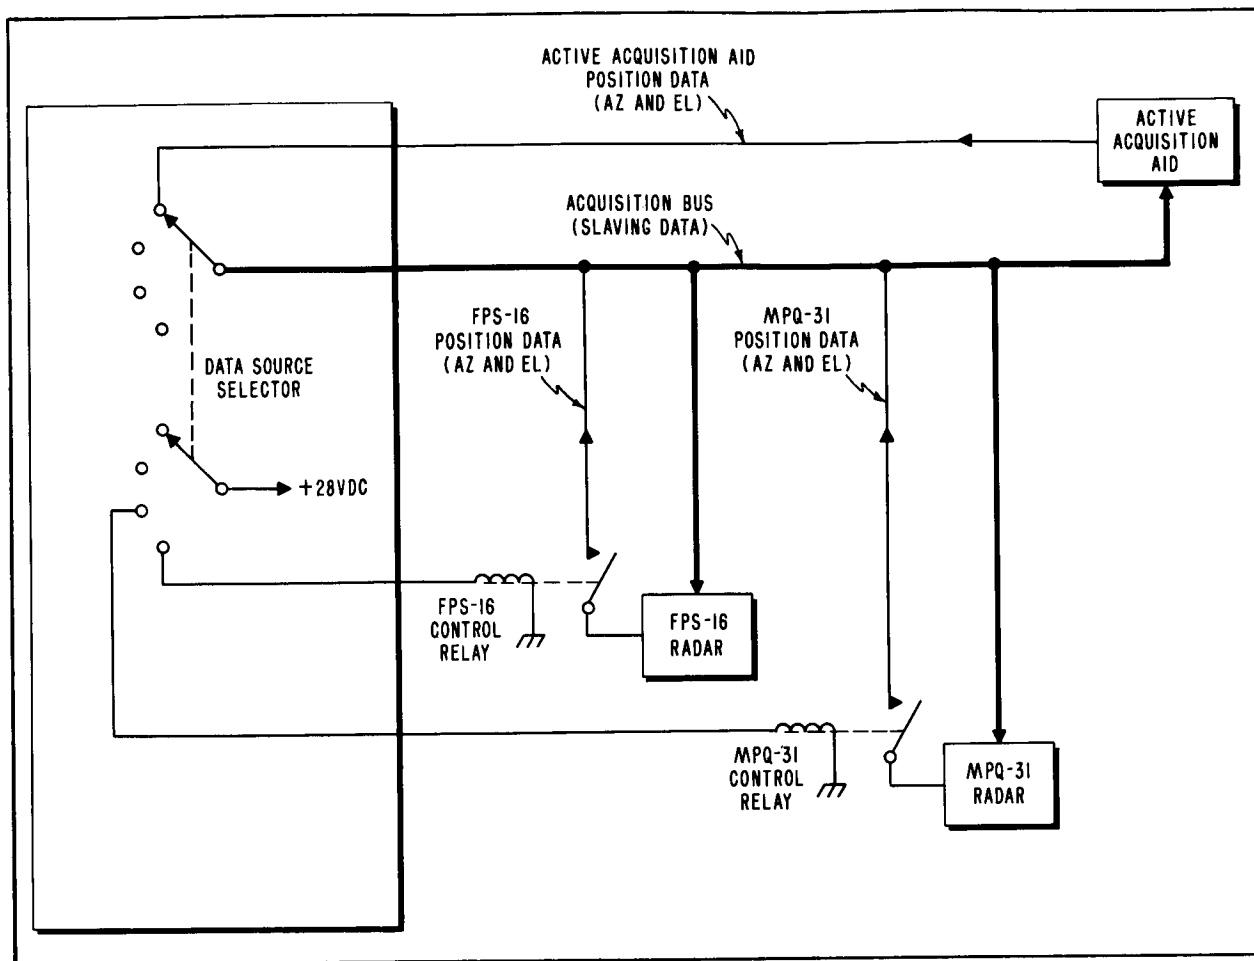 ACTIVE ACQUISITION AID
POSITION DATA
(AZ AND EL)
ACTIVE
ACQUISITION
AID
ACQUISITION BUS
(SLAVING DATA)
FPS-16
POSITION DATA
(AZ AND EL)
MPQ-31
POSITION DATA
(AZ AND EL)
DATA SOURCE
SELECTOR
+28VDC
FPS-16
CONTROL
RELAY
FPS-16
RADAR
MPQ-31
CONTROL
RELAY
MPQ-31
RADAR